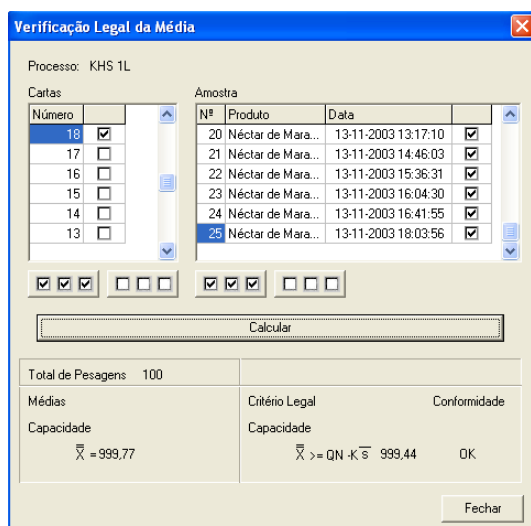 Verificação Legal da Média
Processo: KHS 1L
Cartas
Amostra
Número
18
17
16
15
14
13
Nº Produto Data
20 Néctar de Mara... 13-11-2003 13:17:10
21 Néctar de Mara... 13-11-2003 14:46:03
22 Néctar de Mara... 13-11-2003 15:36:31
23 Néctar de Mara... 13-11-2003 16:04:30
24 Néctar de Mara... 13-11-2003 16:41:55
25 Néctar de Mara... 13-11-2003 18:03:56
Calcular
Total de Pesagens 100
Médias
Capacidade
X̿ = 999,77
Critério Legal Conformidade
Capacidade
X̿ >= QN -K s̅ 999,44 OK
Fechar